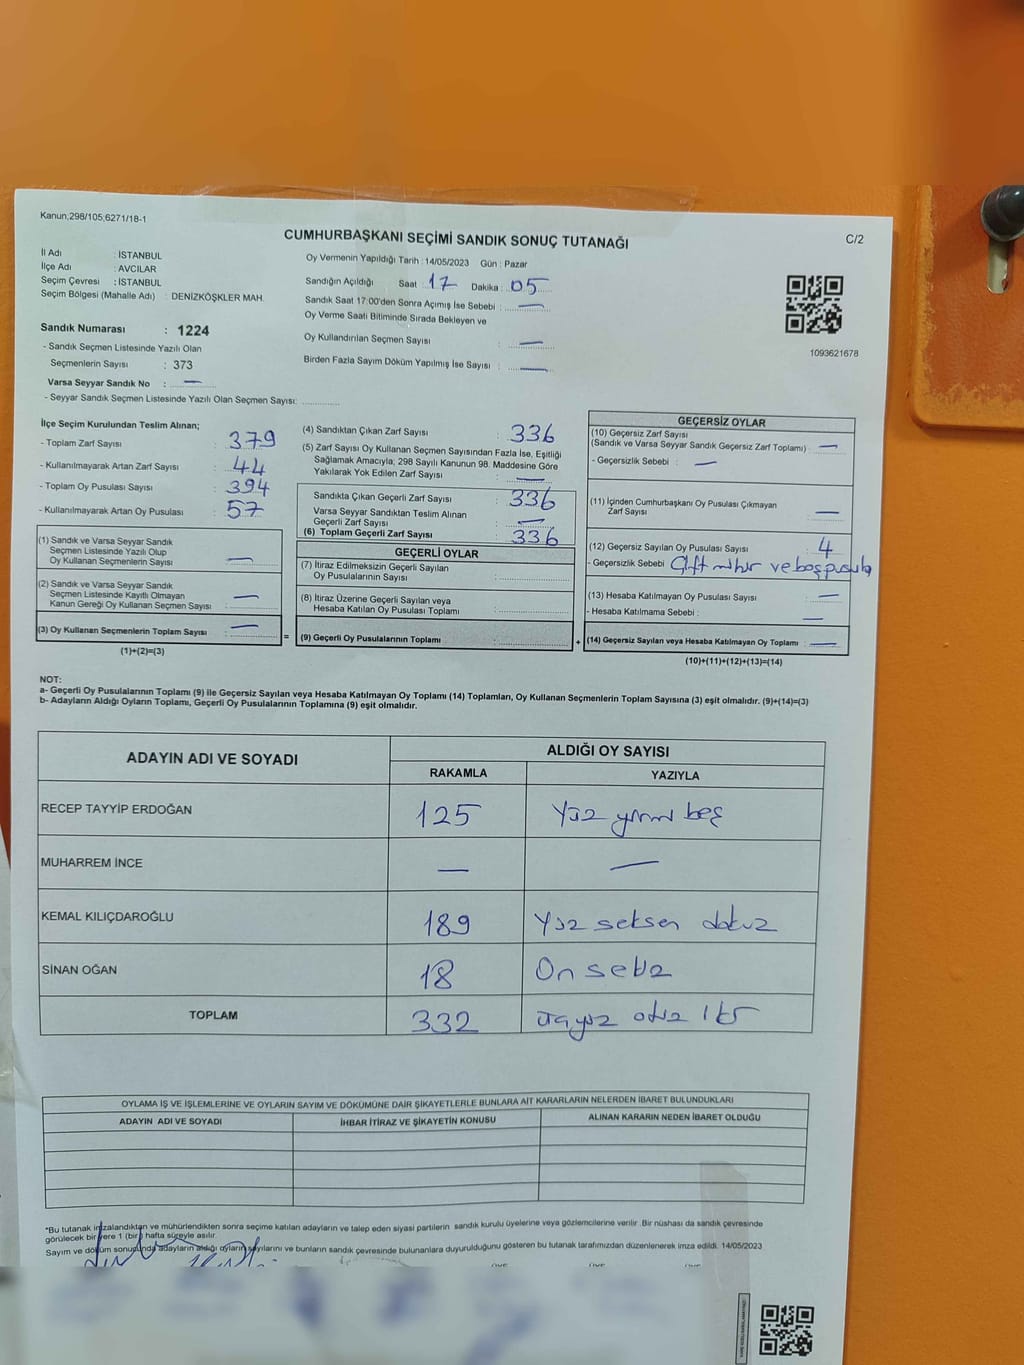 Kanun,298/105,6271/18-1
CUMHURBAŞKANI SEÇİMİ SANDIK SONUÇ TUTANAĞI
C/2
İl Adı : İSTANBUL
İlçe Adı : AVCILAR
Seçim Çevresi : İSTANBUL
Seçim Bölgesi (Mahalle Adı) : DENİZKÖŞKLER MAH.
Oy Vermenin Yapıldığı Tarih : 14/05/2023 Gün : Pazar
Sandığın Açıldığı Saat : 17 Dakika : 05
Sandık Saat 17:00'den Sonra Açımış İse Sebebi : —
Oy Verme Saati Bitiminde Sırada Bekleyen ve
Oy Kullandırılan Seçmen Sayısı : —
Birden Fazla Sayım Döküm Yapılmış İse Sayısı : —
1093621678
Sandık Numarası : 1224
- Sandık Seçmen Listesinde Yazılı Olan
Seçmenlerin Sayısı : 373
Varsa Seyyar Sandık No : —
- Seyyar Sandık Seçmen Listesinde Yazılı Olan Seçmen Sayısı:
İlçe Seçim Kurulundan Teslim Alınan;
- Toplam Zarf Sayısı : 379
- Kullanılmayarak Artan Zarf Sayısı : 44
- Toplam Oy Pusulası Sayısı : 394
- Kullanılmayarak Artan Oy Pusulası : 57
(1) Sandık ve Varsa Seyyar Sandık
Seçmen Listesinde Yazılı Olup
Oy Kullanan Seçmenlerin Sayısı : —
(2) Sandık ve Varsa Seyyar Sandık
Seçmen Listesinde Kayıtlı Olmayan
Kanun Gereği Oy Kullanan Seçmen Sayısı : —
(3) Oy Kullanan Seçmenlerin Toplam Sayısı : —
(1)+(2)=(3)
(4) Sandıktan Çıkan Zarf Sayısı : 336
(5) Zarf Sayısı Oy Kullanan Seçmen Sayısından Fazla İse, Eşitliği
Sağlamak Amacıyla, 298 Sayılı Kanunun 98. Maddesine Göre
Yakılarak Yok Edilen Zarf Sayısı : —
Sandıkta Çıkan Geçerli Zarf Sayısı : 336
Varsa Seyyar Sandıktan Teslim Alınan
Geçerli Zarf Sayısı : —
(6) Toplam Geçerli Zarf Sayısı : 336
GEÇERLİ OYLAR
(7) İtiraz Edilmeksizin Geçerli Sayılan
Oy Pusulalarının Sayısı :
(8) İtiraz Üzerine Geçerli Sayılan veya
Hesaba Katılan Oy Pusulası Toplamı :
= (9) Geçerli Oy Pusulalarının Toplamı : +
GEÇERSİZ OYLAR
(10) Geçersiz Zarf Sayısı
(Sandık ve Varsa Seyyar Sandık Geçersiz Zarf Toplamı) : —
- Geçersizlik Sebebi : —
(11) İçinden Cumhurbaşkanı Oy Pusulası Çıkmayan
Zarf Sayısı : —
(12) Geçersiz Sayılan Oy Pusulası Sayısı : 4
- Geçersizlik Sebebi Çift mühür ve boş pusula
(13) Hesaba Katılmayan Oy Pusulası Sayısı : —
- Hesaba Katılmama Sebebi : —
(14) Geçersiz Sayılan veya Hesaba Katılmayan Oy Toplamı : —
(10)+(11)+(12)+(13)=(14)
NOT:
a- Geçerli Oy Pusulalarının Toplamı (9) ile Geçersiz Sayılan veya Hesaba Katılmayan Oy Toplamı (14) Toplamları, Oy Kullanan Seçmenlerin Toplam Sayısına (3) eşit olmalıdır. (9)+(14)=(3)
b- Adayların Aldığı Oyların Toplamı, Geçerli Oy Pusulalarının Toplamına (9) eşit olmalıdır.
ADAYIN ADI VE SOYADI ALDIĞI OY SAYISI
RAKAMLA YAZIYLA
RECEP TAYYİP ERDOĞAN 125 Yüz yirmi beş
MUHARREM İNCE — —
KEMAL KILIÇDAROĞLU 189 Yüz seksen dokuz
SİNAN OĞAN 18 On sekiz
TOPLAM 332 üçyüz otuz iki
OYLAMA İŞ VE İŞLEMLERİNE VE OYLARIN SAYIM VE DÖKÜMÜNE DAİR ŞİKAYETLERLE BUNLARA AİT KARARLARIN NELERDEN İBARET BULUNDUKLARI
ADAYIN ADI VE SOYADI İHBAR İTİRAZ VE ŞİKAYETİN KONUSU ALINAN KARARIN NEDEN İBARET OLDUĞU
*Bu tutanak imzalandıktan ve mühürlendikten sonra seçime katılan adayların ve talep eden siyasi partilerin sandık kurulu üyelerine veya gözlemcilerine verilir. Bir nüshası da sandık çevresinde
görülecek bir yere 1 (bir) hafta süreyle asılır.
Sayım ve döküm sonuçunda adayların aldığı oyların sayılarını ve bunların sandık çevresinde bulunanlara duyurulduğunu gösteren bu tutanak tarafımızdan düzenlenerek imza edildi. 14/05/2023